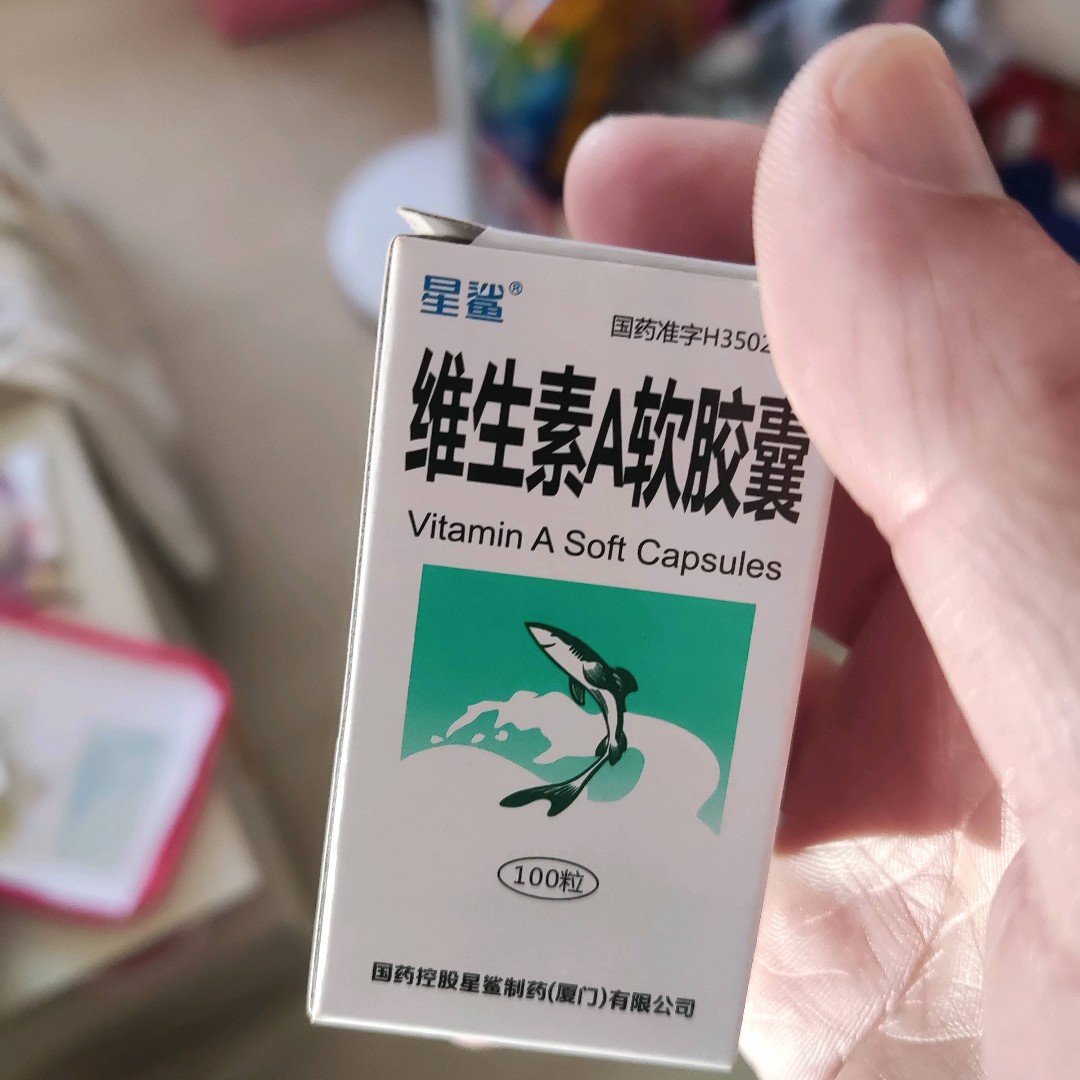 星鲨®
国药准字H3502
维生素A软胶囊
Vitamin A Soft Capsules
100粒
国药控股星鲨制药(厦门)有限公司